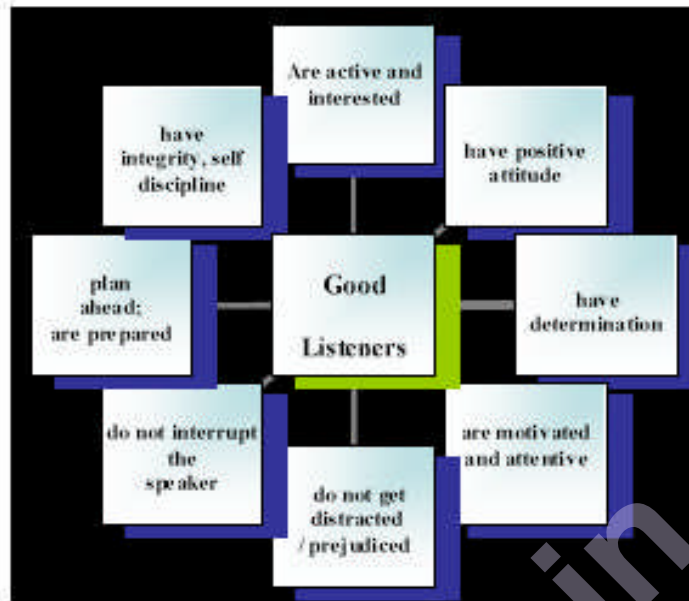 Are active and
interested
have positive
attitude
have
determination
are motivated
and attentive
do not get
distracted
/prejudiced
do not interrupt
the
speaker
plan
ahead;
are prepared
have
integrity, self
discipline
Good
Listeners
in